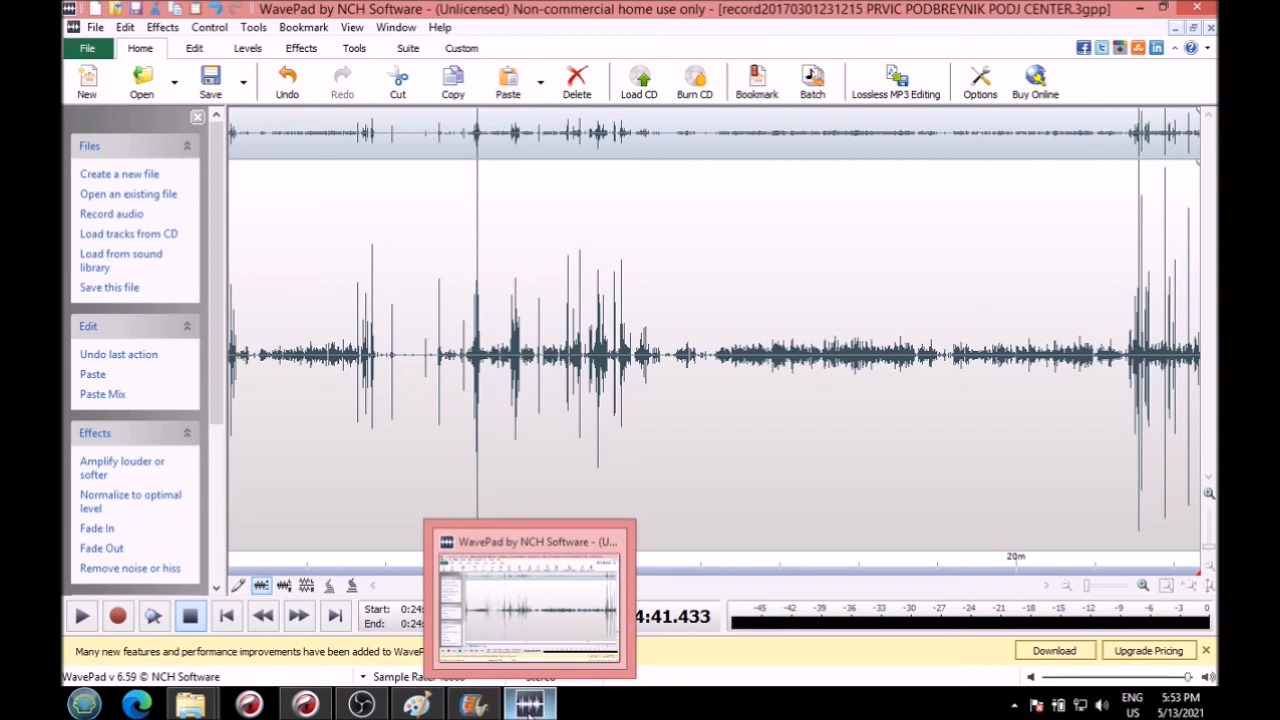 WavePad by NCH Software - (Unlicensed) Non-commercial home use only - [record20170301231215 PRVIC PODBREYNIK PODJ CENTER.3gpp]
File Edit Effects Control Tools Bookmark View Window Help
File Home Edit Levels Effects Tools Suite Custom
New Open Save Undo Redo Cut Copy Paste Delete Load CD Burn CD Bookmark Batch Lossless MP3 Editing Options Buy Online
Files
Create a new file
Open an existing file
Record audio
Load tracks from CD
Load from sound
library
Save this file
Edit
Undo last action
Paste
Paste Mix
Effects
Amplify louder or
softer
Normalize to optimal
level
Fade In
Fade Out
Remove noise or hiss
WavePad by NCH Software - (U...
20m
Start: 0:24
End: 0:24
4:41.433
-45 -42 -39 -36 -33 -30 -27 -24 -21 -18 -15 -12 -9 -6 -3 0
Many new features and performance improvements have been added to WaveP
Download
Upgrade Pricing
WavePad v 6.59 © NCH Software
Stereo
ENG
US
5:53 PM
5/13/2021